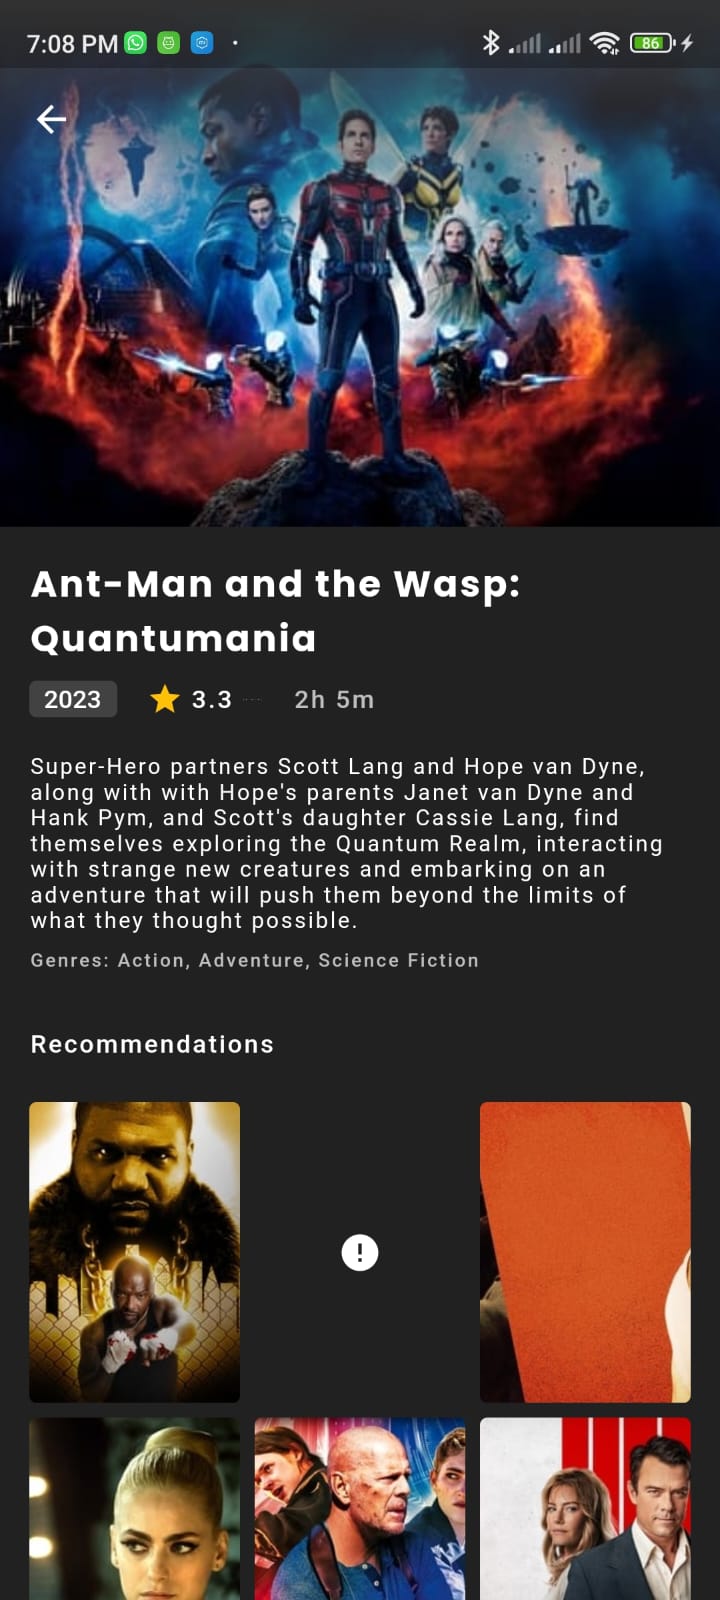 7:08 PM
86
Ant-Man and the Wasp:
Quantumania
2023 3.3 2h 5m
Super-Hero partners Scott Lang and Hope van Dyne,
along with with Hope's parents Janet van Dyne and
Hank Pym, and Scott's daughter Cassie Lang, find
themselves exploring the Quantum Realm, interacting
with strange new creatures and embarking on an
adventure that will push them beyond the limits of
what they thought possible.
Genres: Action, Adventure, Science Fiction
Recommendations